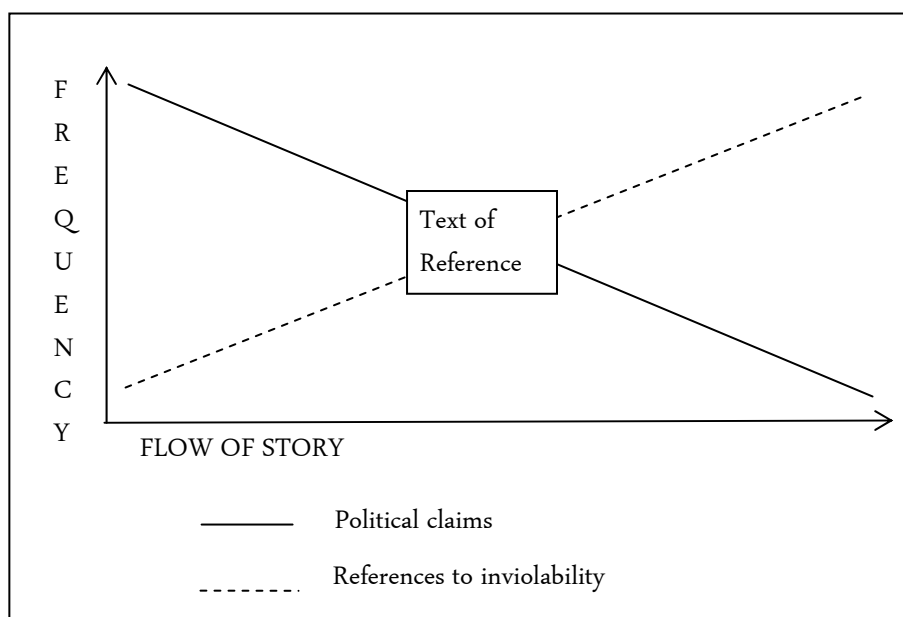 F
R
E
Q
U
E
N
C
Y
Text of
Reference
FLOW OF STORY
Political claims
References to inviolability